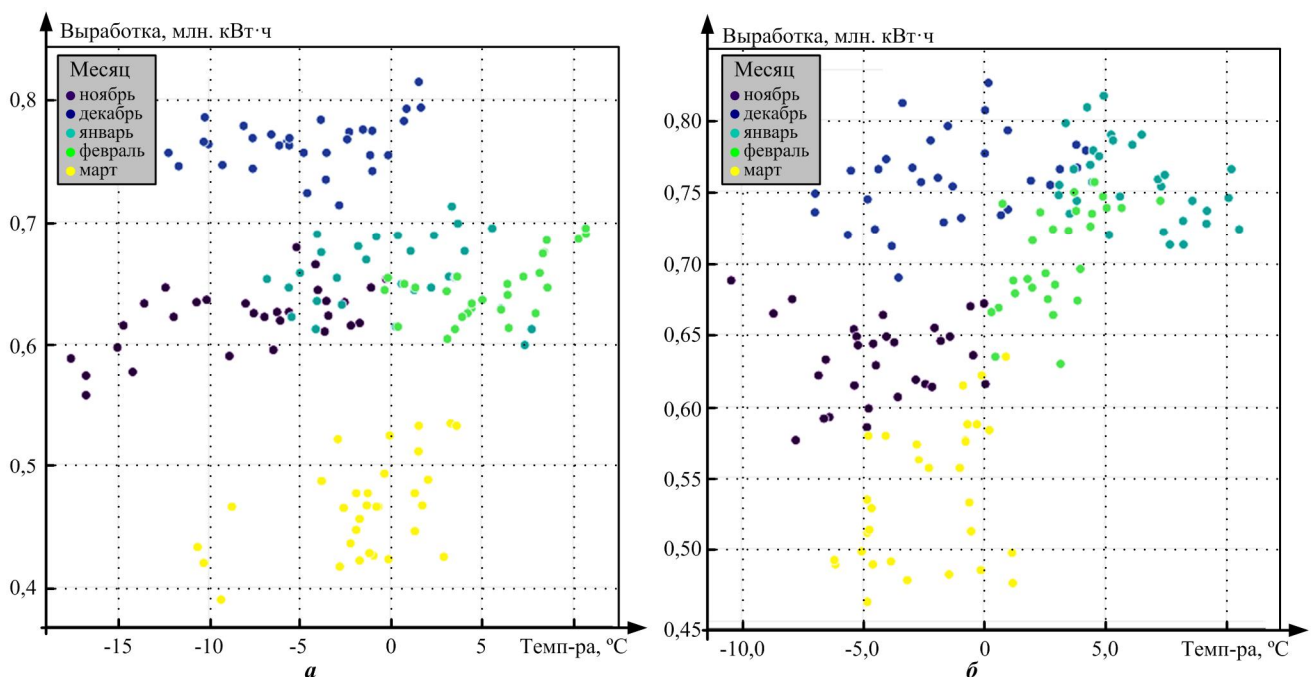 Выработка, млн. кВт·ч
Месяц
ноябрь
декабрь
январь
февраль
март
0,8
0,7
0,6
0,5
0,4
-15
-10
-5
0
5
Темп-ра, ºС
а
Выработка, млн. кВт·ч
Месяц
ноябрь
декабрь
январь
февраль
март
0,80
0,75
0,70
0,65
0,60
0,55
0,50
0,45
-10,0
-5,0
0
5,0
Темп-ра, ºС
б